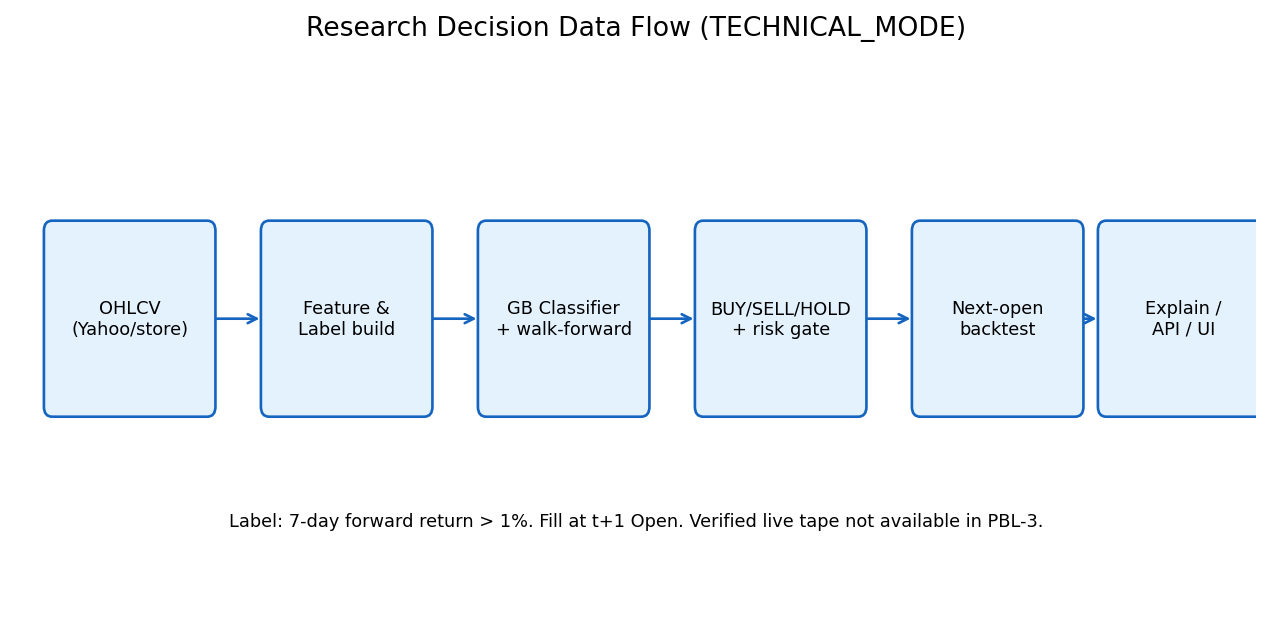 Research Decision Data Flow (TECHNICAL_MODE)
OHLCV
(Yahoo/store)
Feature &
Label build
GB Classifier
+ walk-forward
BUY/SELL/HOLD
+ risk gate
Next-open
backtest
Explain /
API / UI
Label: 7-day forward return > 1%. Fill at t+1 Open. Verified live tape not available in PBL-3.